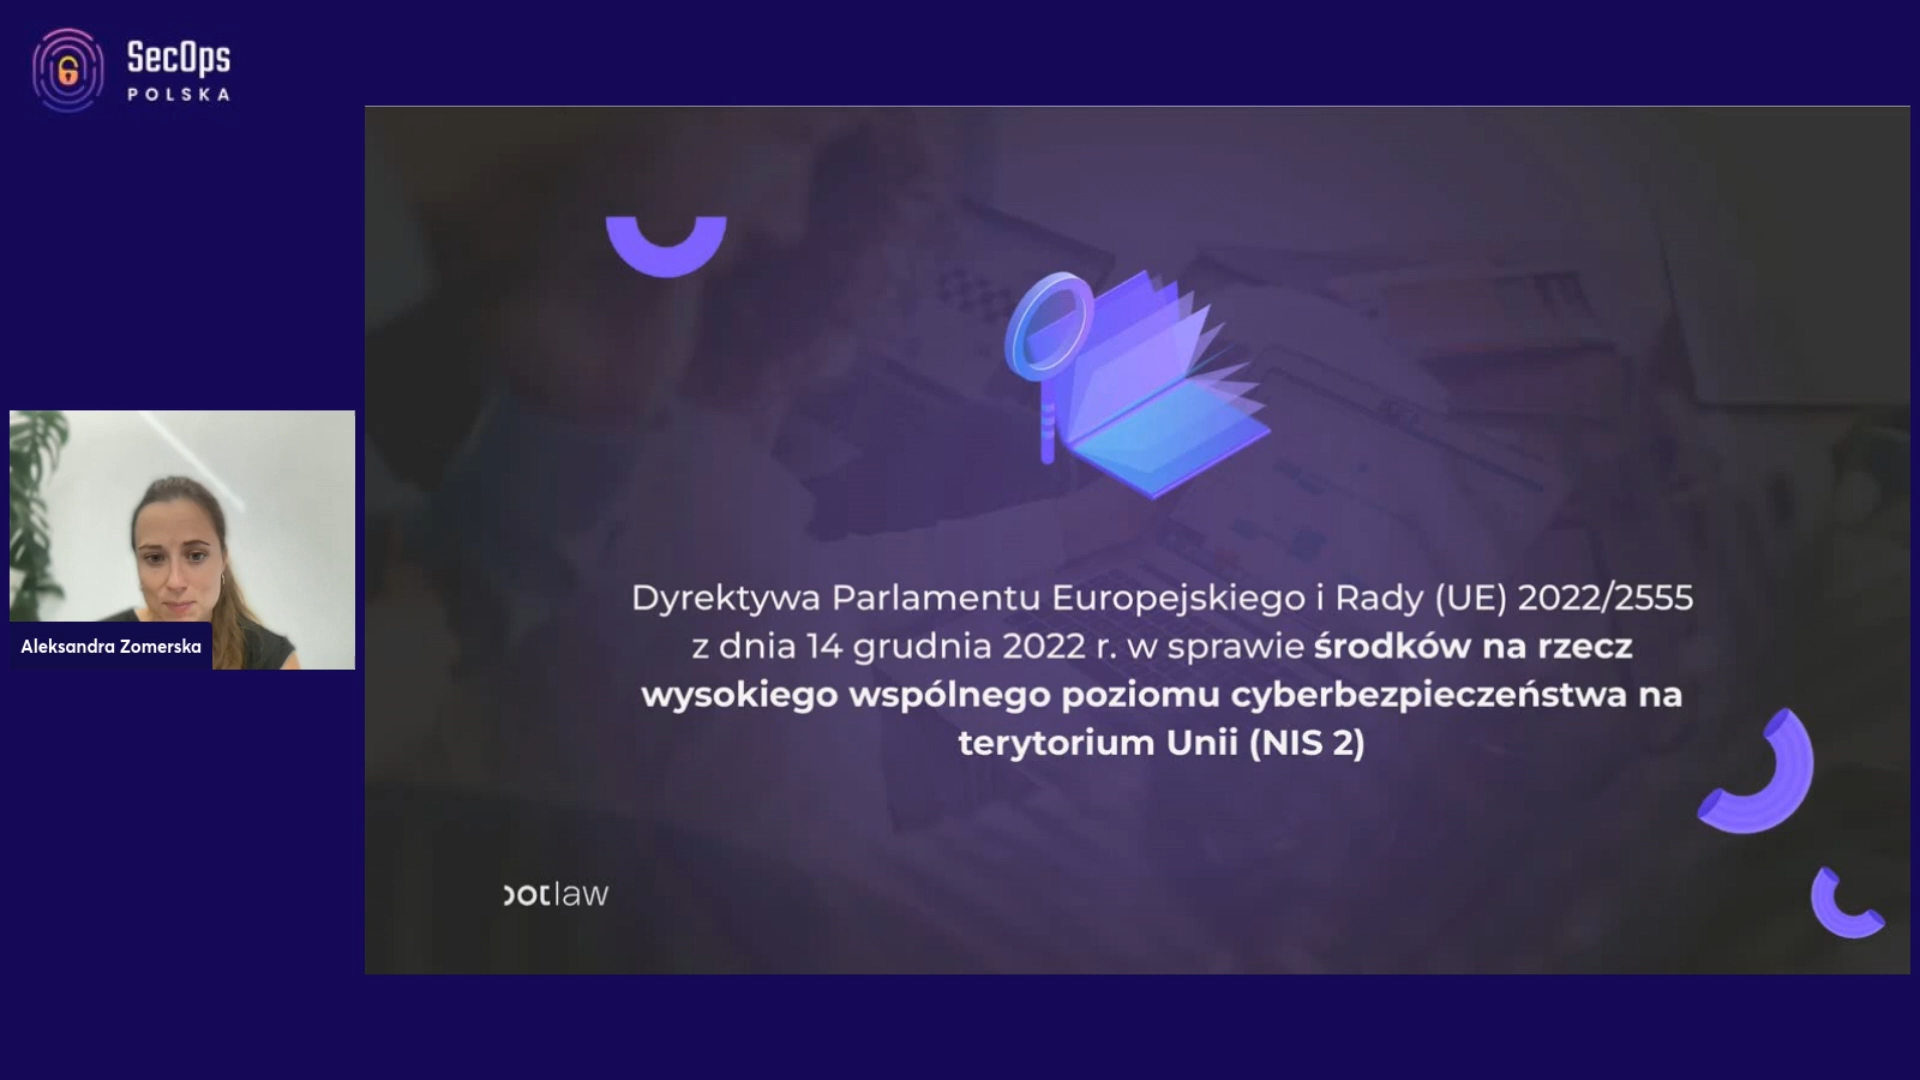 SecOps
POLSKA
Aleksandra Zomerska
Dyrektywa Parlamentu Europejskiego i Rady (UE) 2022/2555
z dnia 14 grudnia 2022 r. w sprawie środków na rzecz
wysokiego wspólnego poziomu cyberbezpieczeństwa na
terytorium Unii (NIS 2)
botlaw